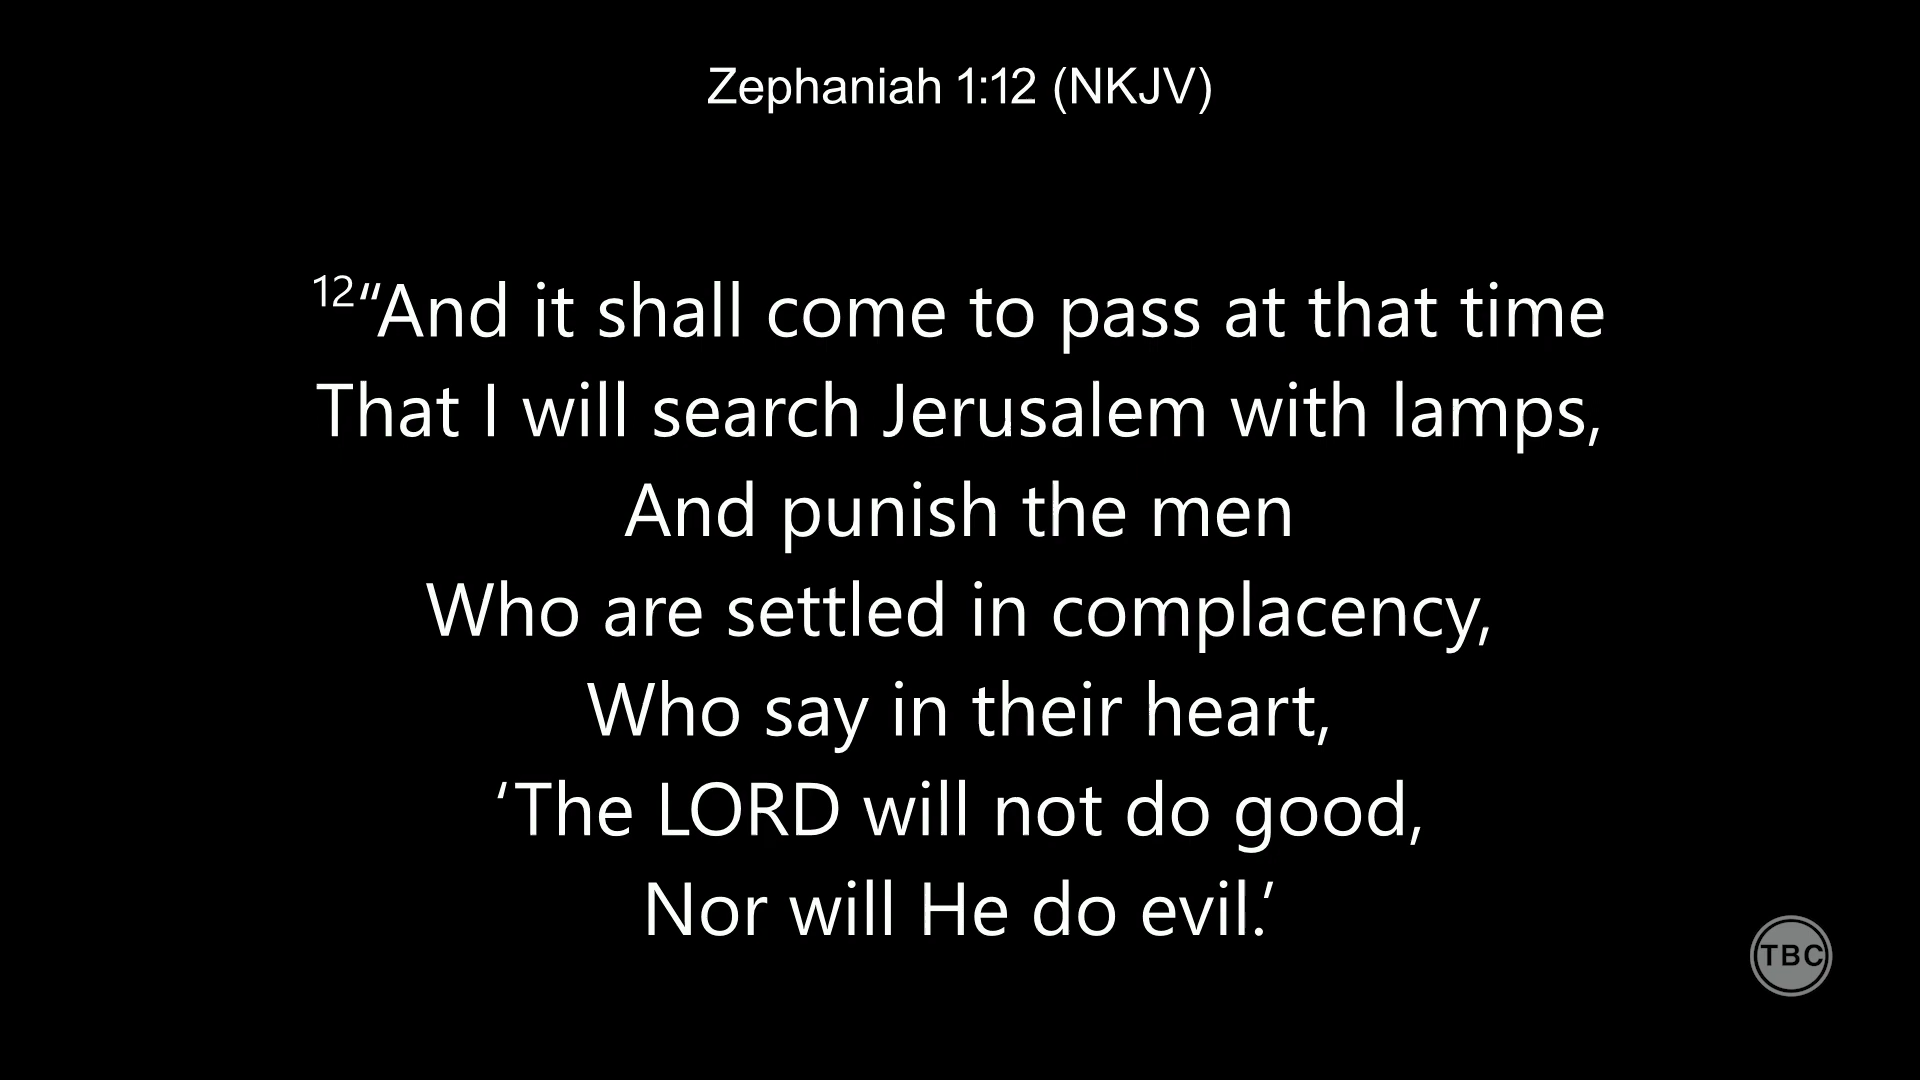 Zephaniah 1:12 (NKJV)
12“And it shall come to pass at that time
That I will search Jerusalem with lamps,
And punish the men
Who are settled in complacency,
Who say in their heart,
‘The LORD will not do good,
Nor will He do evil.’
TBC